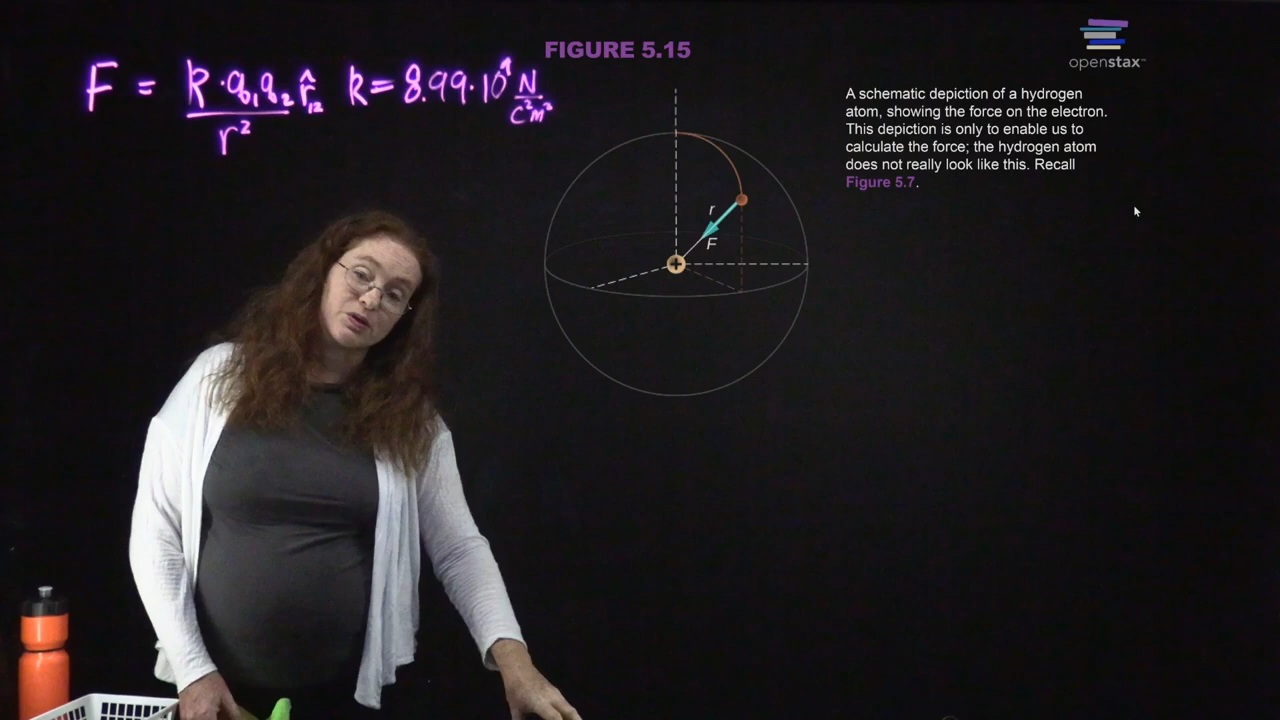 F = k · q₁q₂ r̂₁₂ / r² k = 8.99 · 10⁹ N / C²m²
FIGURE 5.15
openstax™
A schematic depiction of a hydrogen
atom, showing the force on the electron.
This depiction is only to enable us to
calculate the force; the hydrogen atom
does not really look like this. Recall
Figure 5.7.
r
F
+